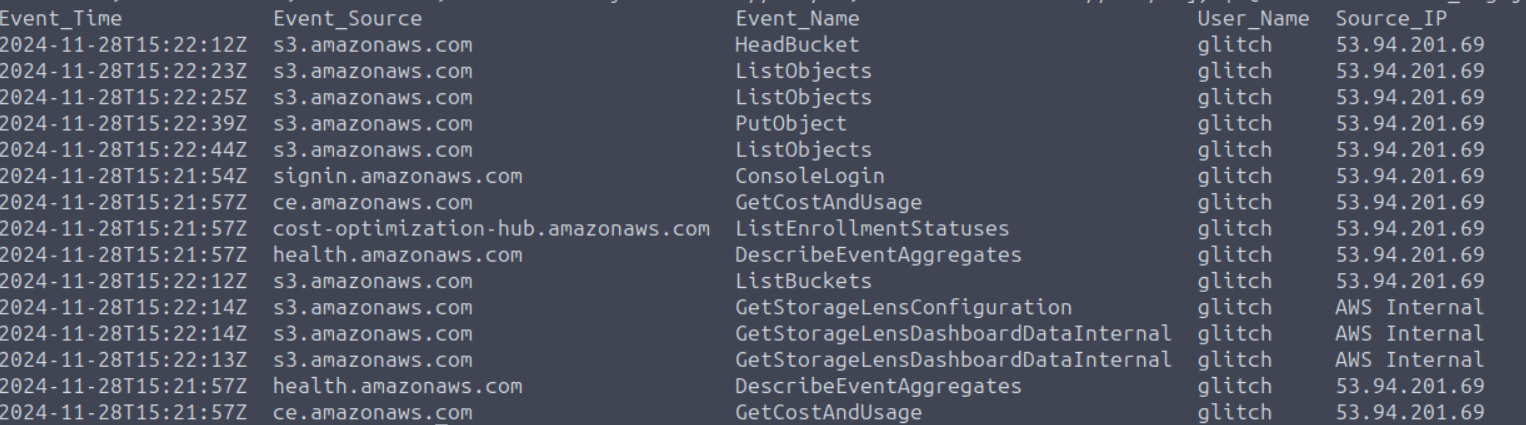 Event_Time Event_Source Event_Name User_Name Source_IP
2024-11-28T15:22:12Z s3.amazonaws.com HeadBucket glitch 53.94.201.69
2024-11-28T15:22:23Z s3.amazonaws.com ListObjects glitch 53.94.201.69
2024-11-28T15:22:25Z s3.amazonaws.com ListObjects glitch 53.94.201.69
2024-11-28T15:22:39Z s3.amazonaws.com PutObject glitch 53.94.201.69
2024-11-28T15:22:44Z s3.amazonaws.com ListObjects glitch 53.94.201.69
2024-11-28T15:21:54Z signin.amazonaws.com ConsoleLogin glitch 53.94.201.69
2024-11-28T15:21:57Z ce.amazonaws.com GetCostAndUsage glitch 53.94.201.69
2024-11-28T15:21:57Z cost-optimization-hub.amazonaws.com ListEnrollmentStatuses glitch 53.94.201.69
2024-11-28T15:21:57Z health.amazonaws.com DescribeEventAggregates glitch 53.94.201.69
2024-11-28T15:22:12Z s3.amazonaws.com ListBuckets glitch 53.94.201.69
2024-11-28T15:22:14Z s3.amazonaws.com GetStorageLensConfiguration glitch AWS Internal
2024-11-28T15:22:14Z s3.amazonaws.com GetStorageLensDashboardDataInternal glitch AWS Internal
2024-11-28T15:22:13Z s3.amazonaws.com GetStorageLensDashboardDataInternal glitch AWS Internal
2024-11-28T15:21:57Z health.amazonaws.com DescribeEventAggregates glitch 53.94.201.69
2024-11-28T15:21:57Z ce.amazonaws.com GetCostAndUsage glitch 53.94.201.69